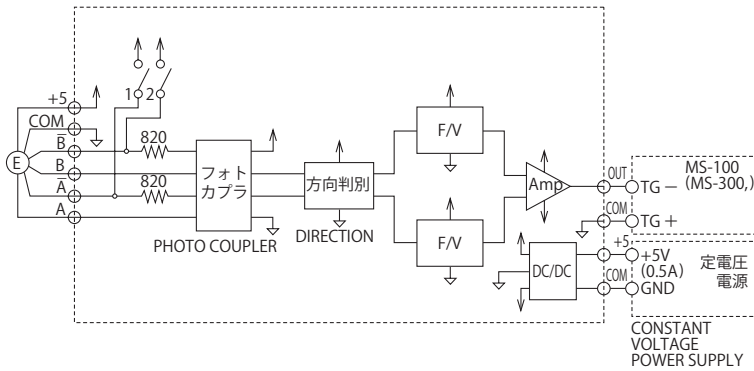 +5
COM
B̅
B
A̅
A
E
1
2
820
820
フォト
カプラ
PHOTO COUPLER
方向判別
DIRECTION
F/V
F/V
Amp
DC/DC
OUT
COM
+5
COM
MS-100
(MS-300,)
TG −
TG +
+5V
(0.5A)
GND
定電圧
電源
CONSTANT
VOLTAGE
POWER SUPPLY